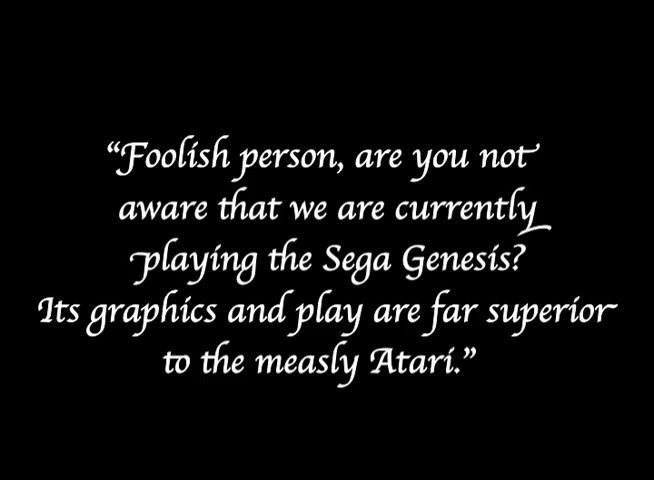 “Foolish person, are you not
aware that we are currently
playing the Sega Genesis?
Its graphics and play are far superior
to the measly Atari.”